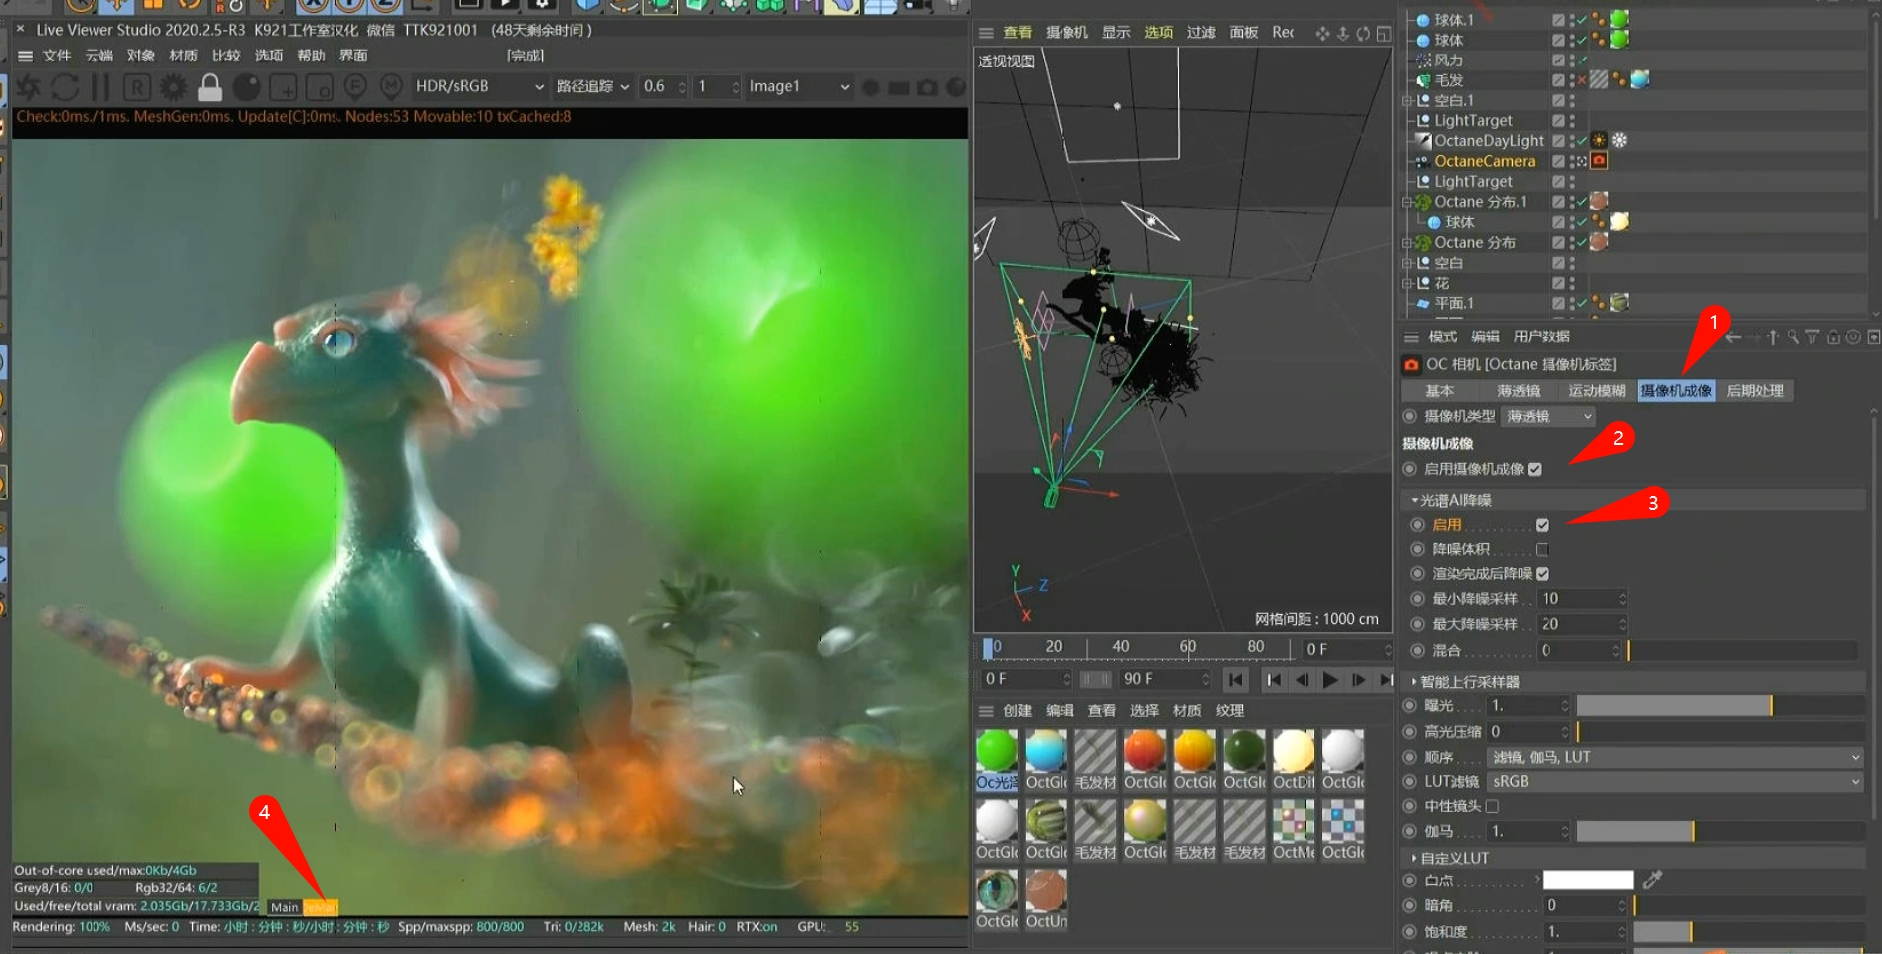 Live Viewer Studio 2020.2.5-R3 K921工作室汉化 微信 TTK921001 (48天剩余时间)
文件 云端 对象 材质 比较 选项 帮助 界面 [完成]
HDR/sRGB 路径追踪 0.6 1 Image1
Check:0ms./1ms. MeshGen:0ms. Update[C]:0ms. Nodes:53 Movable:10 txCached:8
4
Out-of-core used/max:0Kb/4Gb
Grey8/16: 0/0 Rgb32/64: 6/2
Used/free/total vram: 2.035Gb/17.733Gb/2 Main
Rendering: 100% Ms/sec: 0 Time: 小时 : 分钟 : 秒/小时 : 分钟 : 秒 Spp/maxspp: 800/800 Tri: 0/282k Mesh: 2k Hair: 0 RTX:on GPU: 55
查看 摄像机 显示 选项 过滤 面板 Rec
透视视图
Y
Z
X
网格间距 : 1000 cm
0 20 40 60 80 0 F
0 F 90 F
创建 编辑 查看 选择 材质 纹理
Oc光泽 OctGlo 毛发材 OctGlo OctGlo OctGlo OctDif OctGlo
OctGlo OctGlo 毛发材 OctGlo 毛发材 毛发材 OctMe OctGlo
OctGlo OctUn
球体.1
球体
风力
毛发
空白.1
LightTarget
OctaneDayLight
OctaneCamera
LightTarget
Octane 分布.1
球体
Octane 分布
空白
花
平面.1
模式 编辑 用户数据
1
OC 相机 [Octane 摄像机标签]
基本 薄透镜 运动模糊 摄像机成像 后期处理
摄像机类型 薄透镜
摄像机成像
2
启用摄像机成像
光谱AI降噪
3
启用
降噪体积
渲染完成后降噪
最小降噪采样 . . 10
最大降噪采样 . . 20
混合 . . . . . . . . . 0
智能上行采样器
曝光 . . . . 1.
高光压缩 0
顺序 . . . . 滤镜, 伽马, LUT
LUT滤镜 sRGB
中性镜头
伽马 . . . . 1.
自定义LUT
白点
暗角 0
饱和度 1.